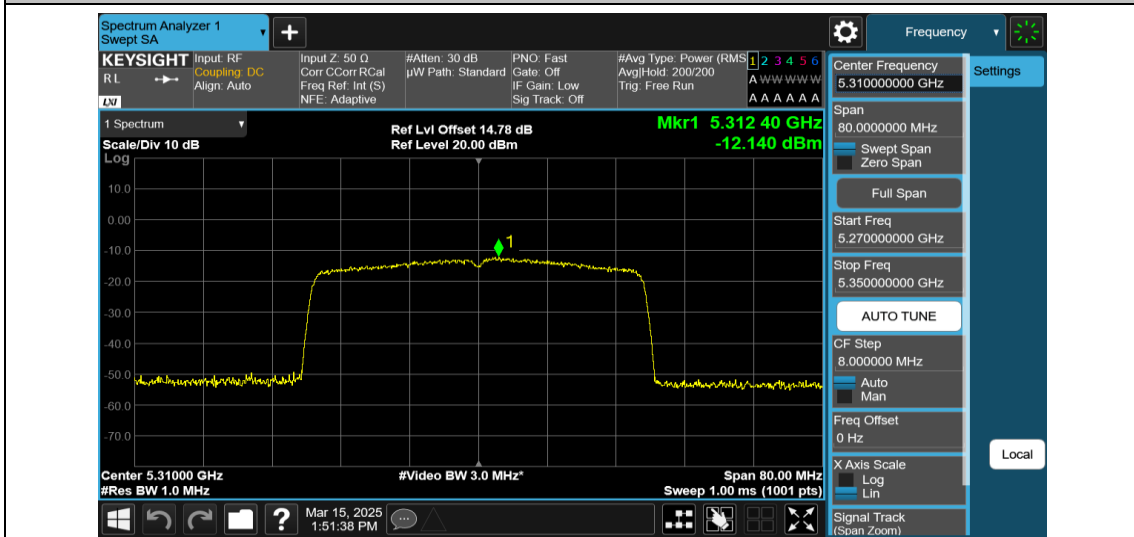 Spectrum Analyzer 1
Swept SA
+
Frequency
KEYSIGHT
R L
LXI
Input: RF
Coupling: DC
Align: Auto
Input Z: 50 Ω
Corr CCorr RCal
Freq Ref: Int (S)
NFE: Adaptive
#Atten: 30 dB
µW Path: Standard
PNO: Fast
Gate: Off
IF Gain: Low
Sig Track: Off
#Avg Type: Power (RMS
Avg|Hold: 200/200
Trig: Free Run
1 2 3 4 5 6
A W W W W W
A A A A A A
1 Spectrum
Scale/Div 10 dB
Log
Ref Lvl Offset 14.78 dB
Ref Level 20.00 dBm
Mkr1 5.312 40 GHz
-12.140 dBm
10.0
0.00
-10.0
-20.0
-30.0
-40.0
-50.0
-60.0
-70.0
1
Center 5.31000 GHz
#Res BW 1.0 MHz
#Video BW 3.0 MHz*
Span 80.00 MHz
Sweep 1.00 ms (1001 pts)
Center Frequency
5.310000000 GHz
Span
80.0000000 MHz
Swept Span
Zero Span
Full Span
Start Freq
5.270000000 GHz
Stop Freq
5.350000000 GHz
AUTO TUNE
CF Step
8.000000 MHz
Auto
Man
Freq Offset
0 Hz
X Axis Scale
Log
Lin
Signal Track
(Span Zoom)
Settings
Local
?
Mar 15, 2025
1:51:38 PM